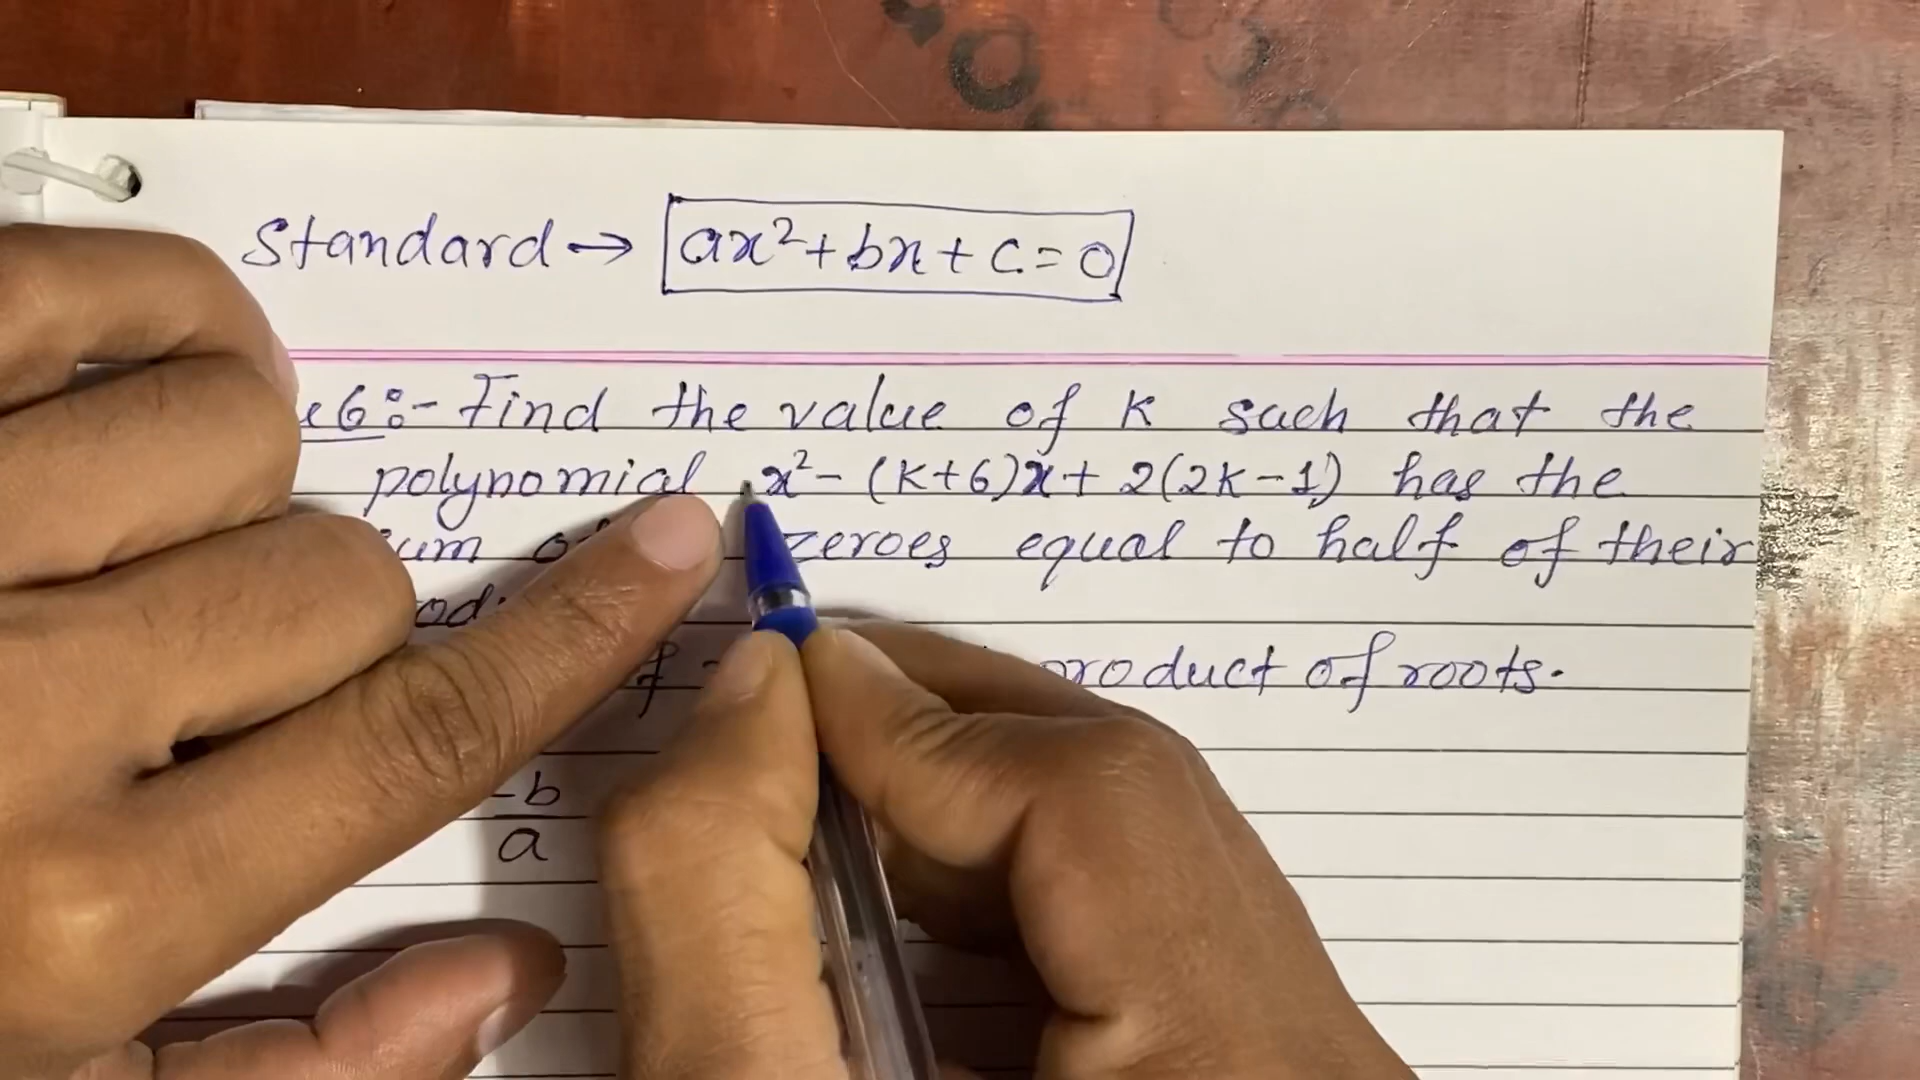 Standard → ax²+bx+c=0
6:- Find the value of K such that the
polynomial x²-(K+6)x+2(2K-1) has the
zeroes equal to half of their
product of roots.
-b
a